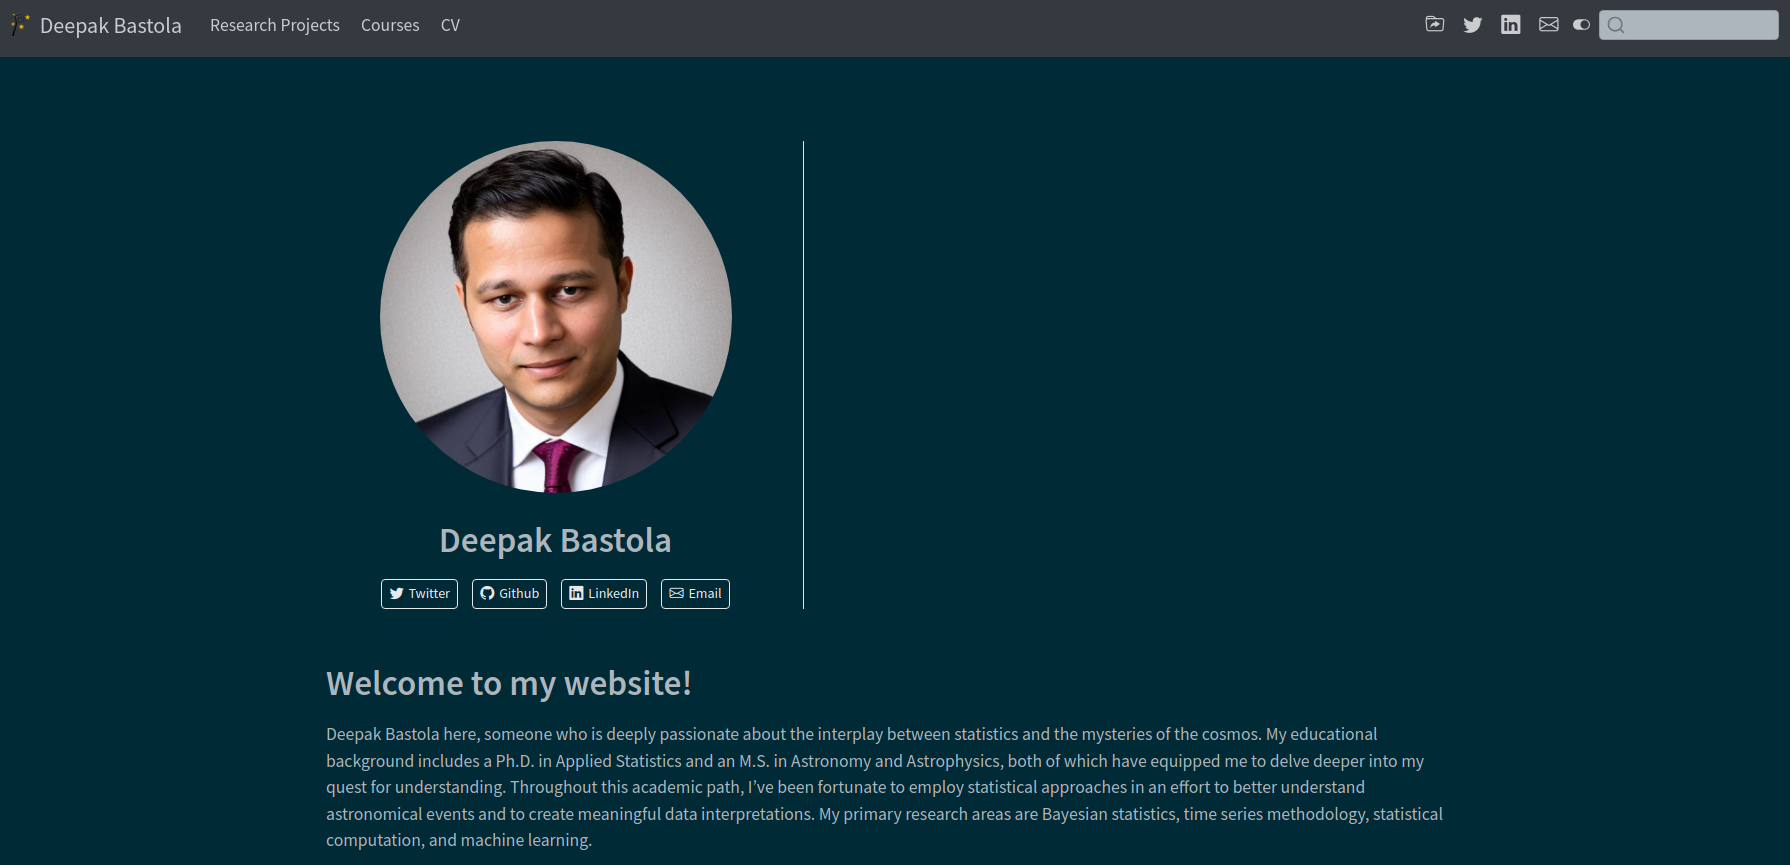 Deepak Bastola Research Projects Courses CV
Deepak Bastola
Twitter Github LinkedIn Email
Welcome to my website!
Deepak Bastola here, someone who is deeply passionate about the interplay between statistics and the mysteries of the cosmos. My educational
background includes a Ph.D. in Applied Statistics and an M.S. in Astronomy and Astrophysics, both of which have equipped me to delve deeper into my
quest for understanding. Throughout this academic path, I’ve been fortunate to employ statistical approaches in an effort to better understand
astronomical events and to create meaningful data interpretations. My primary research areas are Bayesian statistics, time series methodology, statistical
computation, and machine learning.